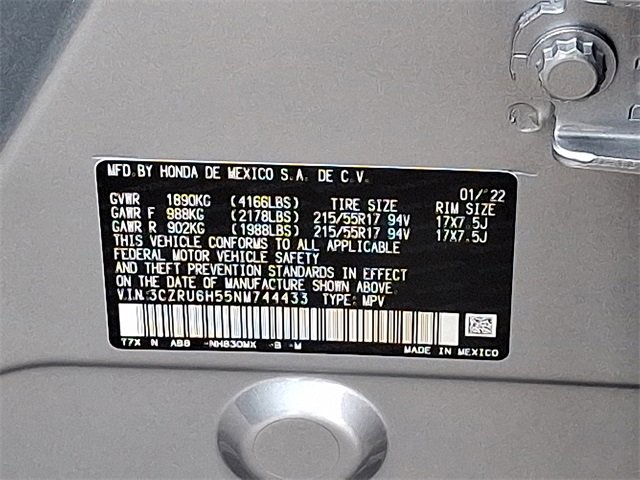 MFD. BY HONDA DE MEXICO S.A. DE C.V.
01/ 22
GVWR 1890KG (4166LBS) TIRE SIZE RIM SIZE
GAWR F 988KG (2178LBS) 215/55R17 94V 17X7.5J
GAWR R 902KG (1988LBS) 215/55R17 94V 17X7.5J
THIS VEHICLE CONFORMS TO ALL APPLICABLE
FEDERAL MOTOR VEHICLE SAFETY
AND THEFT PREVENTION STANDARDS IN EFFECT
ON THE DATE OF MANUFACTURE SHOWN ABOVE
V.I.N:3CZRU6H55NM744433 TYPE: MPV
T7X N AB9 -NH830MX -B -M
MADE IN MEXICO